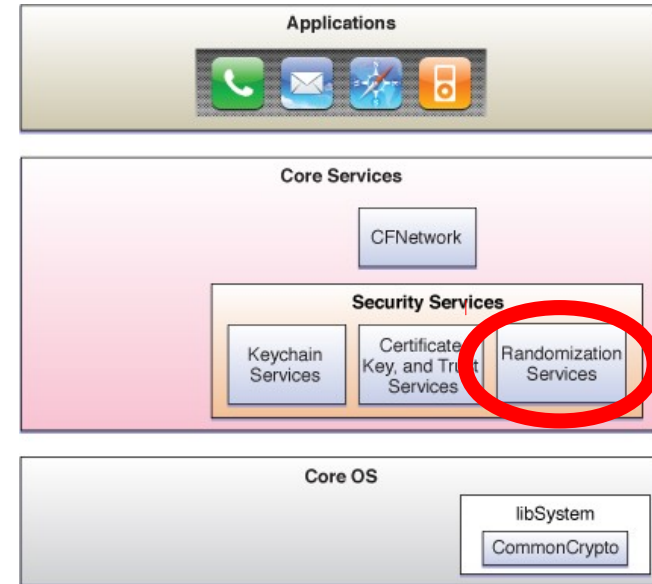 Applications
Core Services
CFNetwork
Security Services
Keychain
Services
Certificate,
Key, and Trust
Services
Randomization
Services
Core OS
libSystem
CommonCrypto